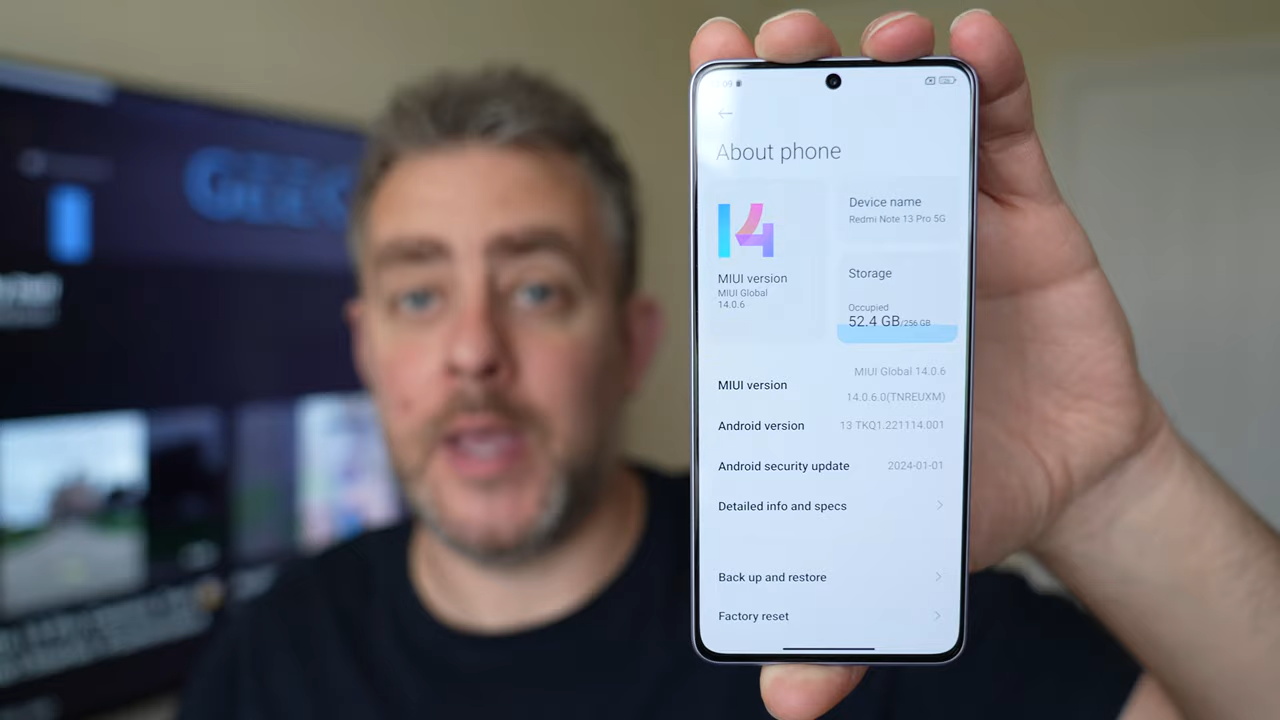 GEEK
09
About phone
14
MIUI version
MIUI Global
14.0.6
Device name
Redmi Note 13 Pro 5G
Storage
Occupied
52.4 GB/256 GB
MIUI version
MIUI Global 14.0.6
14.0.6.0(TNREUXM)
Android version
13 TKQ1.221114.001
Android security update
2024-01-01
Detailed info and specs
Back up and restore
Factory reset